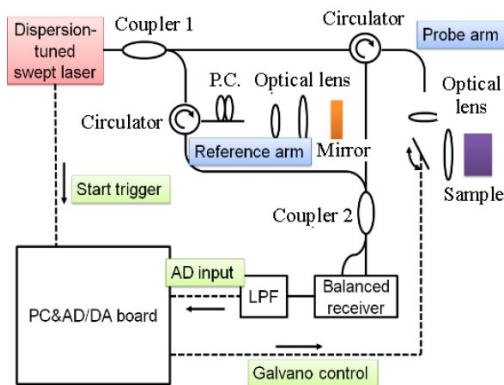 Dispersion-
tuned
swept laser
Coupler 1
Circulator
Probe arm
P.C.
Optical lens
Optical
lens
Circulator
Reference arm
Mirror
Sample
Start trigger
Coupler 2
AD input
PC&AD/DA board
LPF
Balanced
receiver
Galvano control